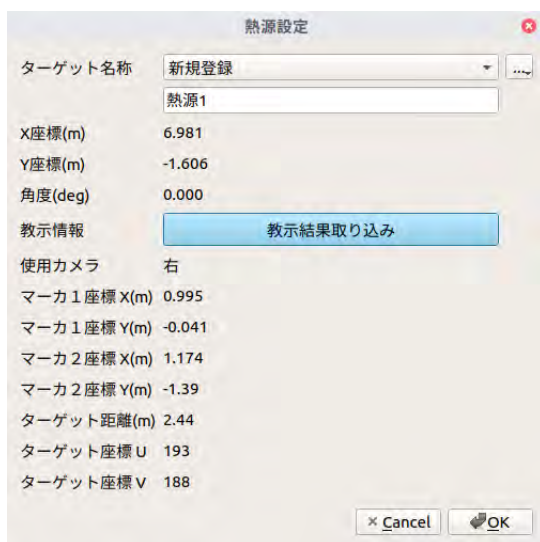 熱源設定
ターゲット名称 新規登録 ...
熱源1
X座標(m) 6.981
Y座標(m) -1.606
角度(deg) 0.000
教示情報 教示結果取り込み
使用カメラ 右
マーカ１座標 X(m) 0.995
マーカ１座標 Y(m) -0.041
マーカ２座標 X(m) 1.174
マーカ２座標 Y(m) -1.39
ターゲット距離(m) 2.44
ターゲット座標 U 193
ターゲット座標 V 188
Cancel OK